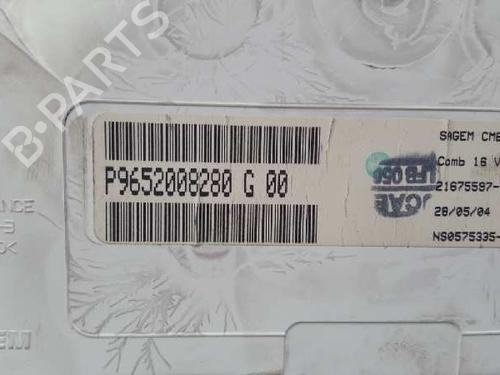 B-PARTS
P9652008280 G 00
SAGEM CME
Comb 16 V
21675597-
28/05/04
NS0575335-